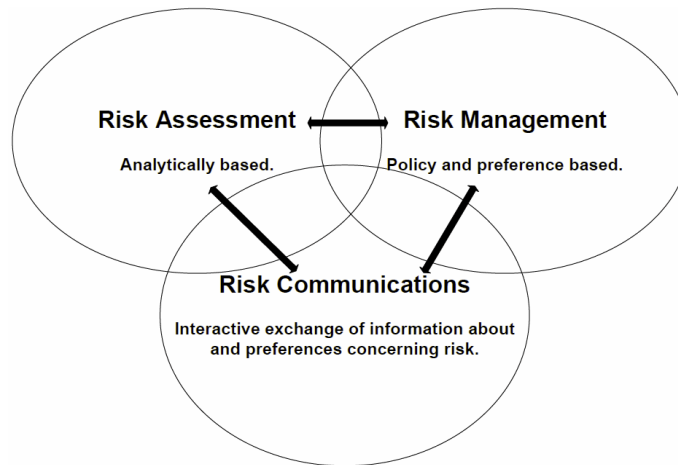 Risk Assessment
Risk Management
Analytically based.
Policy and preference based.
Risk Communications
Interactive exchange of information about
and preferences concerning risk.